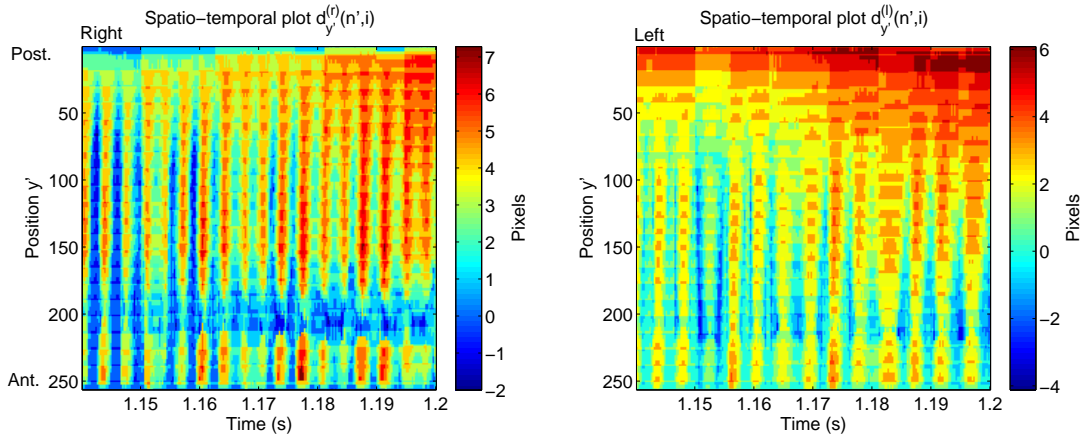 Spatio-temporal plot d_{y'}^{(r)}(n',i)
Right
Post.
50
100
150
200
250
Ant.
Position y'
1.15 1.16 1.17 1.18 1.19 1.2
Time (s)
7
6
5
4
3
2
1
0
−1
−2
Pixels
Spatio-temporal plot d_{y'}^{(l)}(n',i)
Left
50
100
150
200
250
Position y'
1.15 1.16 1.17 1.18 1.19 1.2
Time (s)
6
4
2
0
−2
−4
Pixels